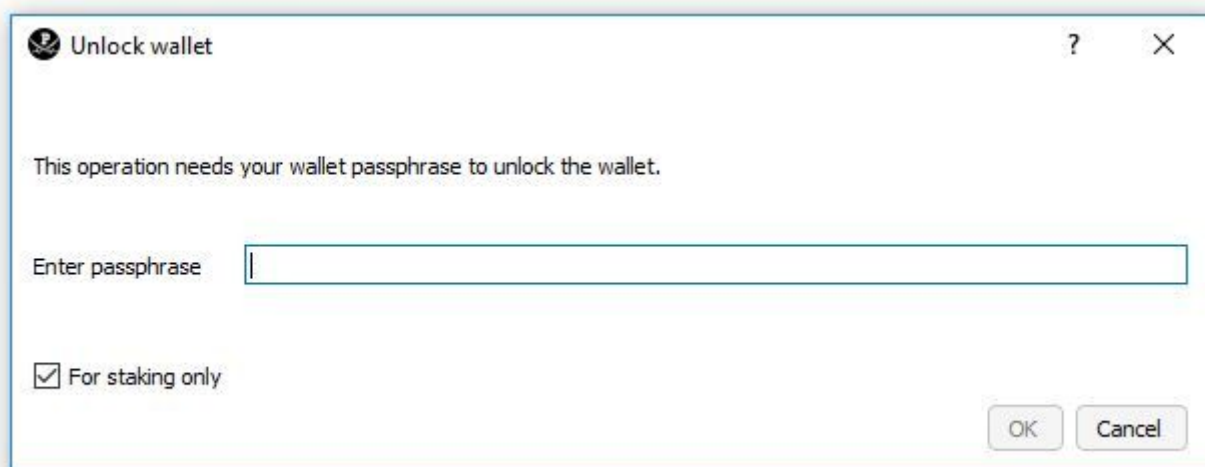 Unlock wallet ?
This operation needs your wallet passphrase to unlock the wallet.
Enter passphrase
For staking only
OK Cancel